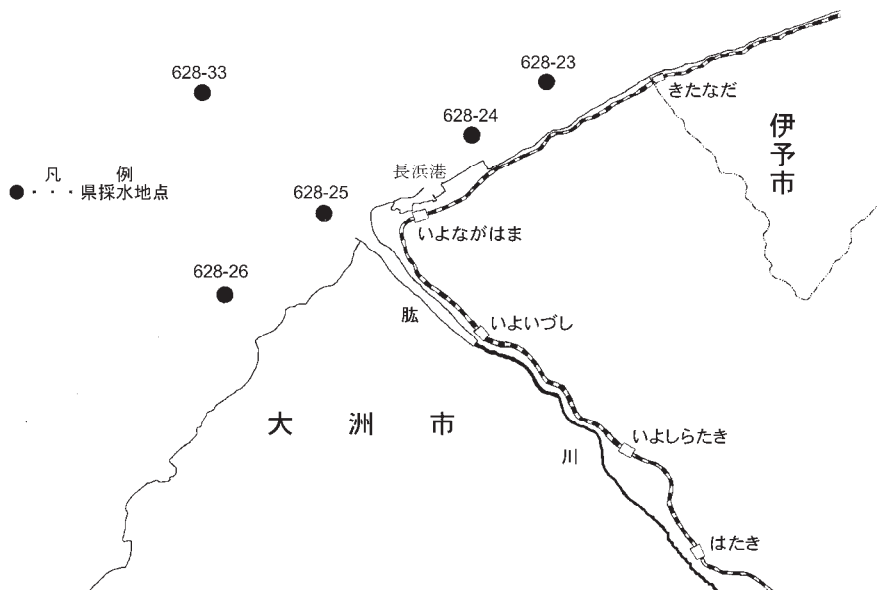 628-33
628-23
きたなだ
628-24
伊予市
長浜港
凡 例
●・・・県採水地点
628-25
いよながはま
628-26
肱
いよいづし
大 洲 市
いよしらたき
川
はたき